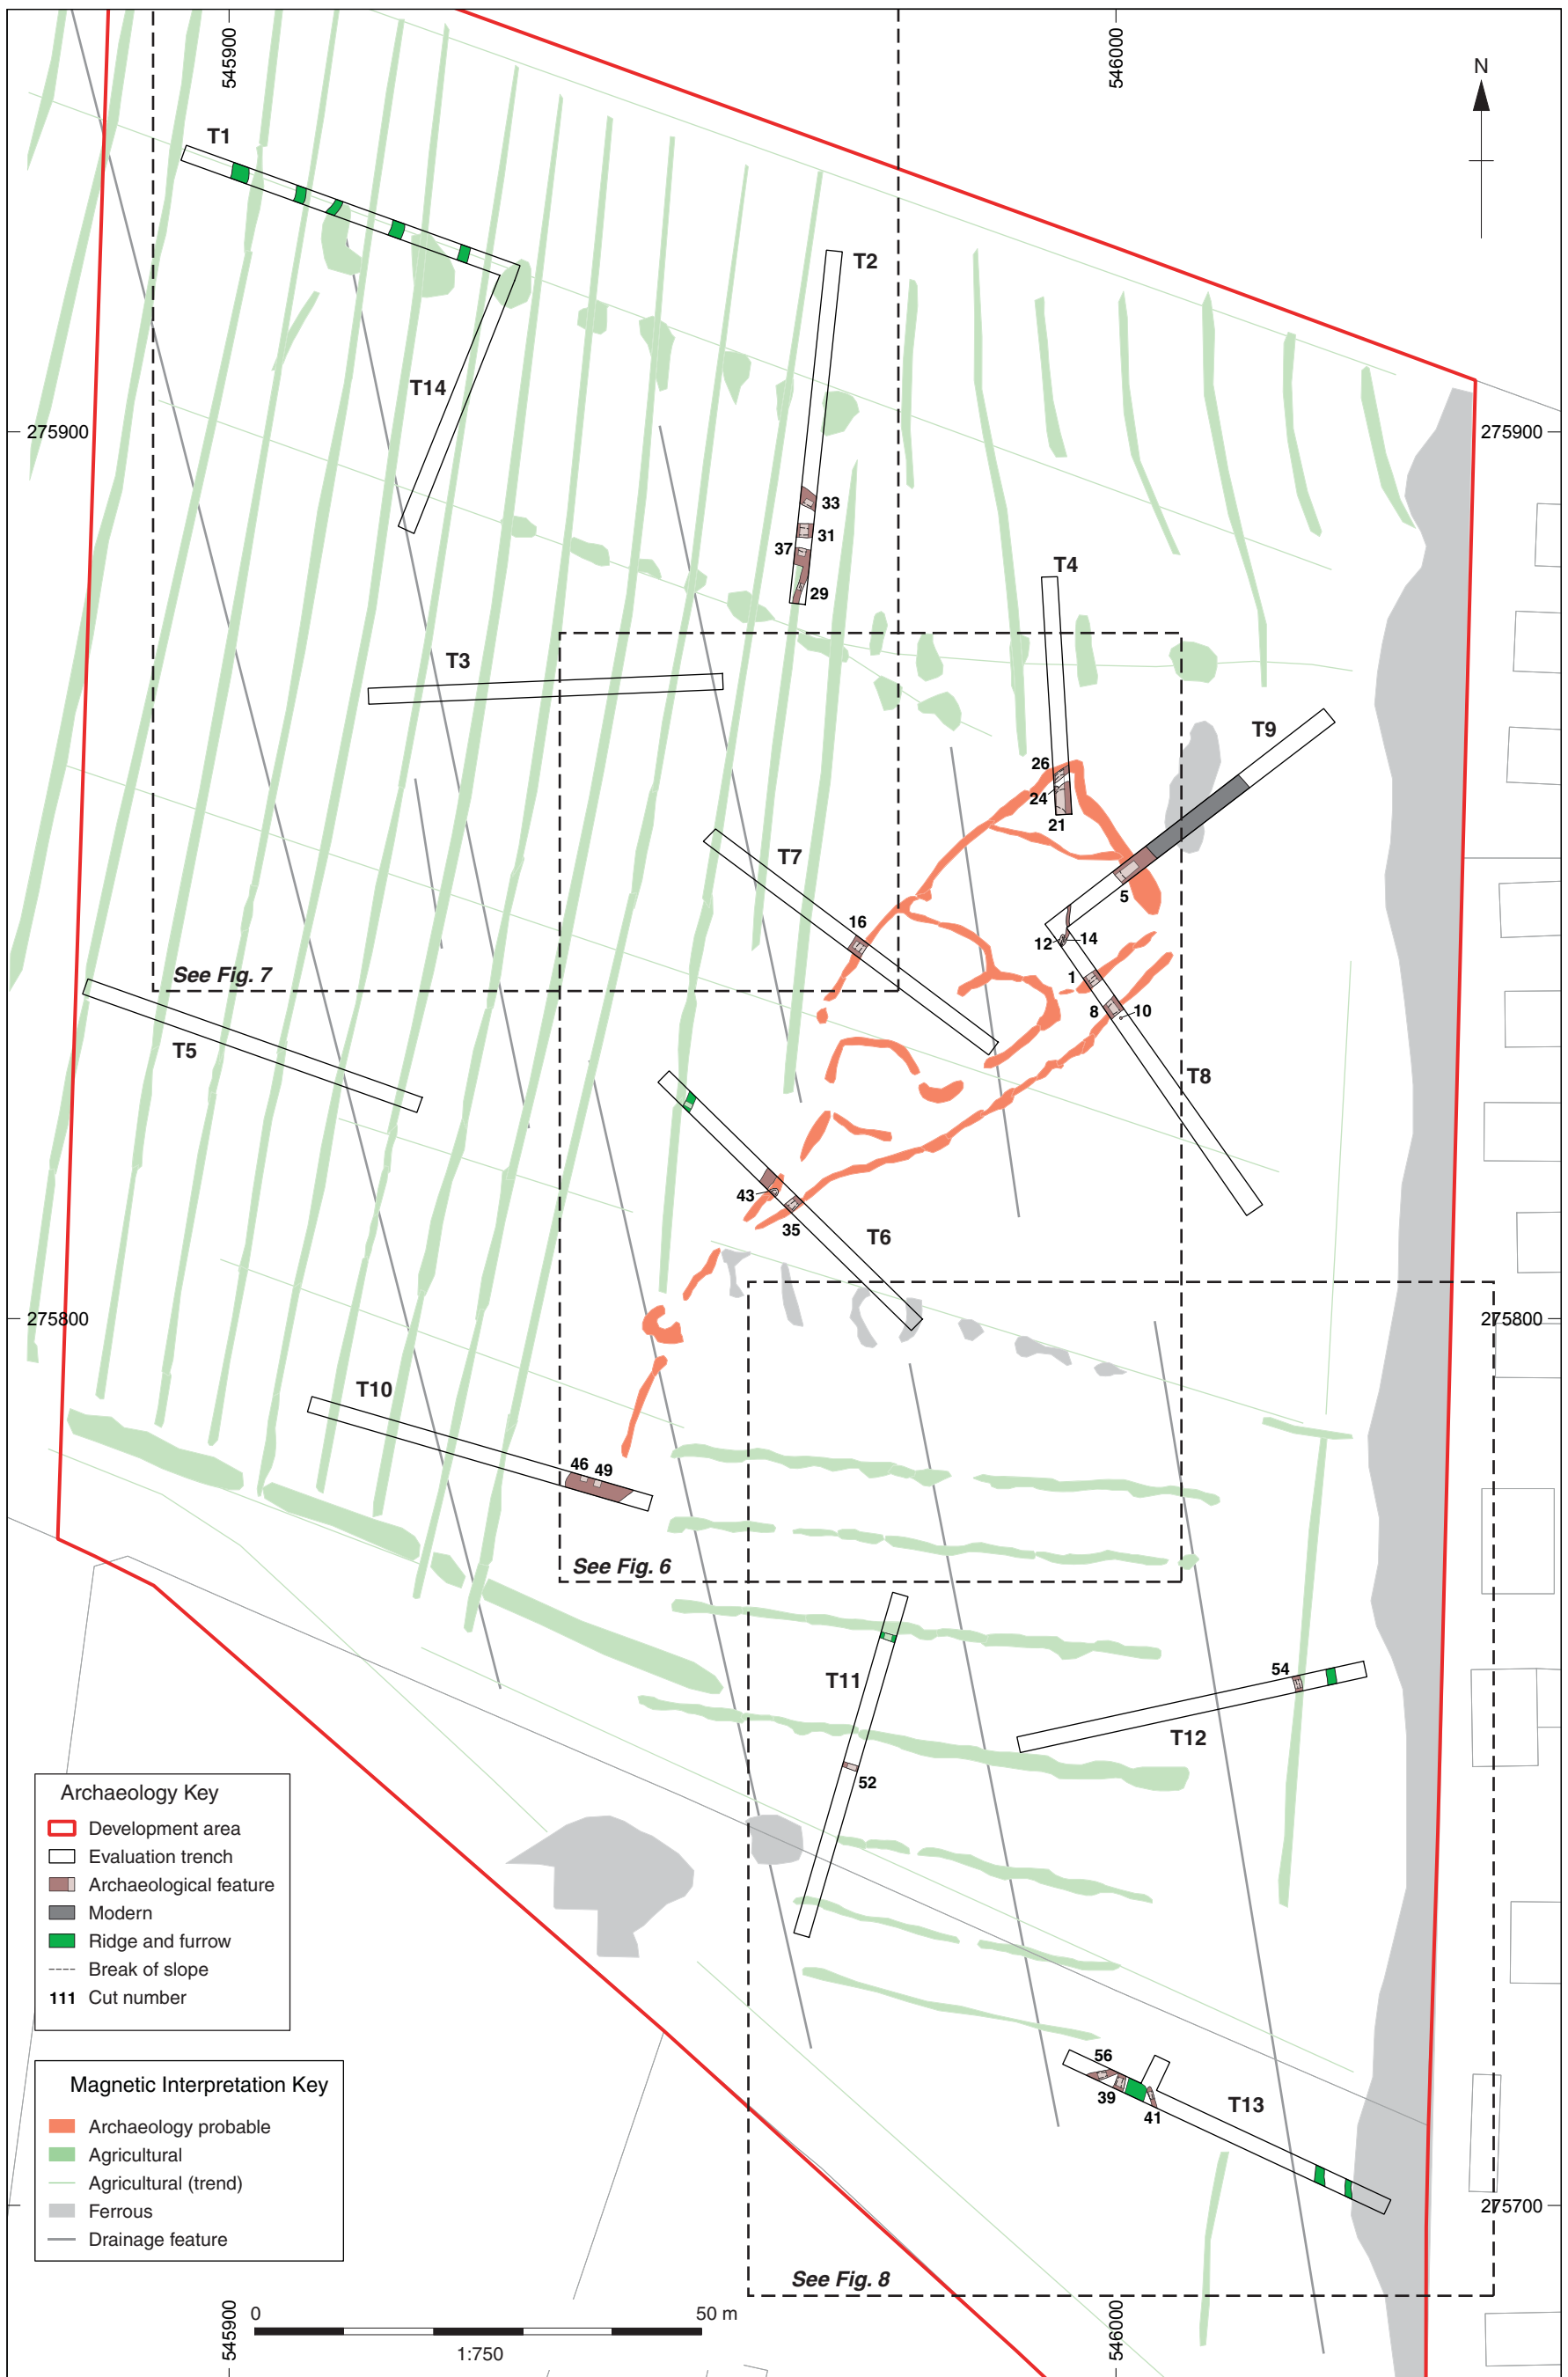 545900
546000
N
T1
T2
T14
275900
275900
33
31
37
29
T4
T3
T9
26
24
21
T7
5
16
12
14
1
8
10
See Fig. 7
T5
T8
43
35
T6
275800
275800
T10
46
49
See Fig. 6
54
T11
T12
52
Archaeology Key
Development area
Evaluation trench
Archaeological feature
Modern
Ridge and furrow
Break of slope
111 Cut number
56
39
41
T13
Magnetic Interpretation Key
Archaeology probable
Agricultural
Agricultural (trend)
Ferrous
Drainage feature
275700
See Fig. 8
545900
0
50 m
1:750
546000